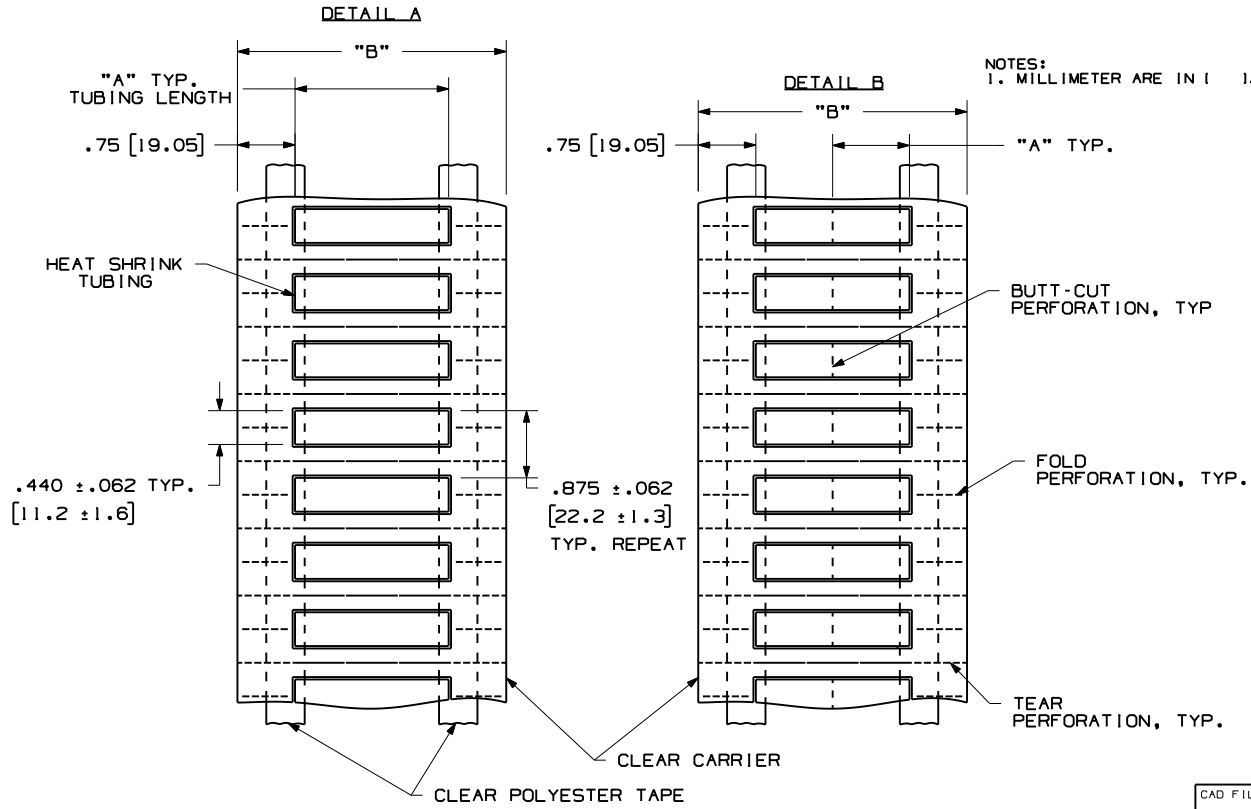 DETAIL A
"B"
"A" TYP.
TUBING LENGTH
.75 [19.05]
HEAT SHRINK
TUBING
.440 ±.062 TYP.
[11.2 ±1.6]
.875 ±.062
[22.2 ±1.3]
TYP. REPEAT
DETAIL B
"B"
.75 [19.05]
"A" TYP.
NOTES:
1. MILLIMETER ARE IN [ ].
BUTT-CUT
PERFORATION, TYP
FOLD
PERFORATION, TYP.
TEAR
PERFORATION, TYP.
CLEAR CARRIER
CLEAR POLYESTER TAPE
CAD FIL